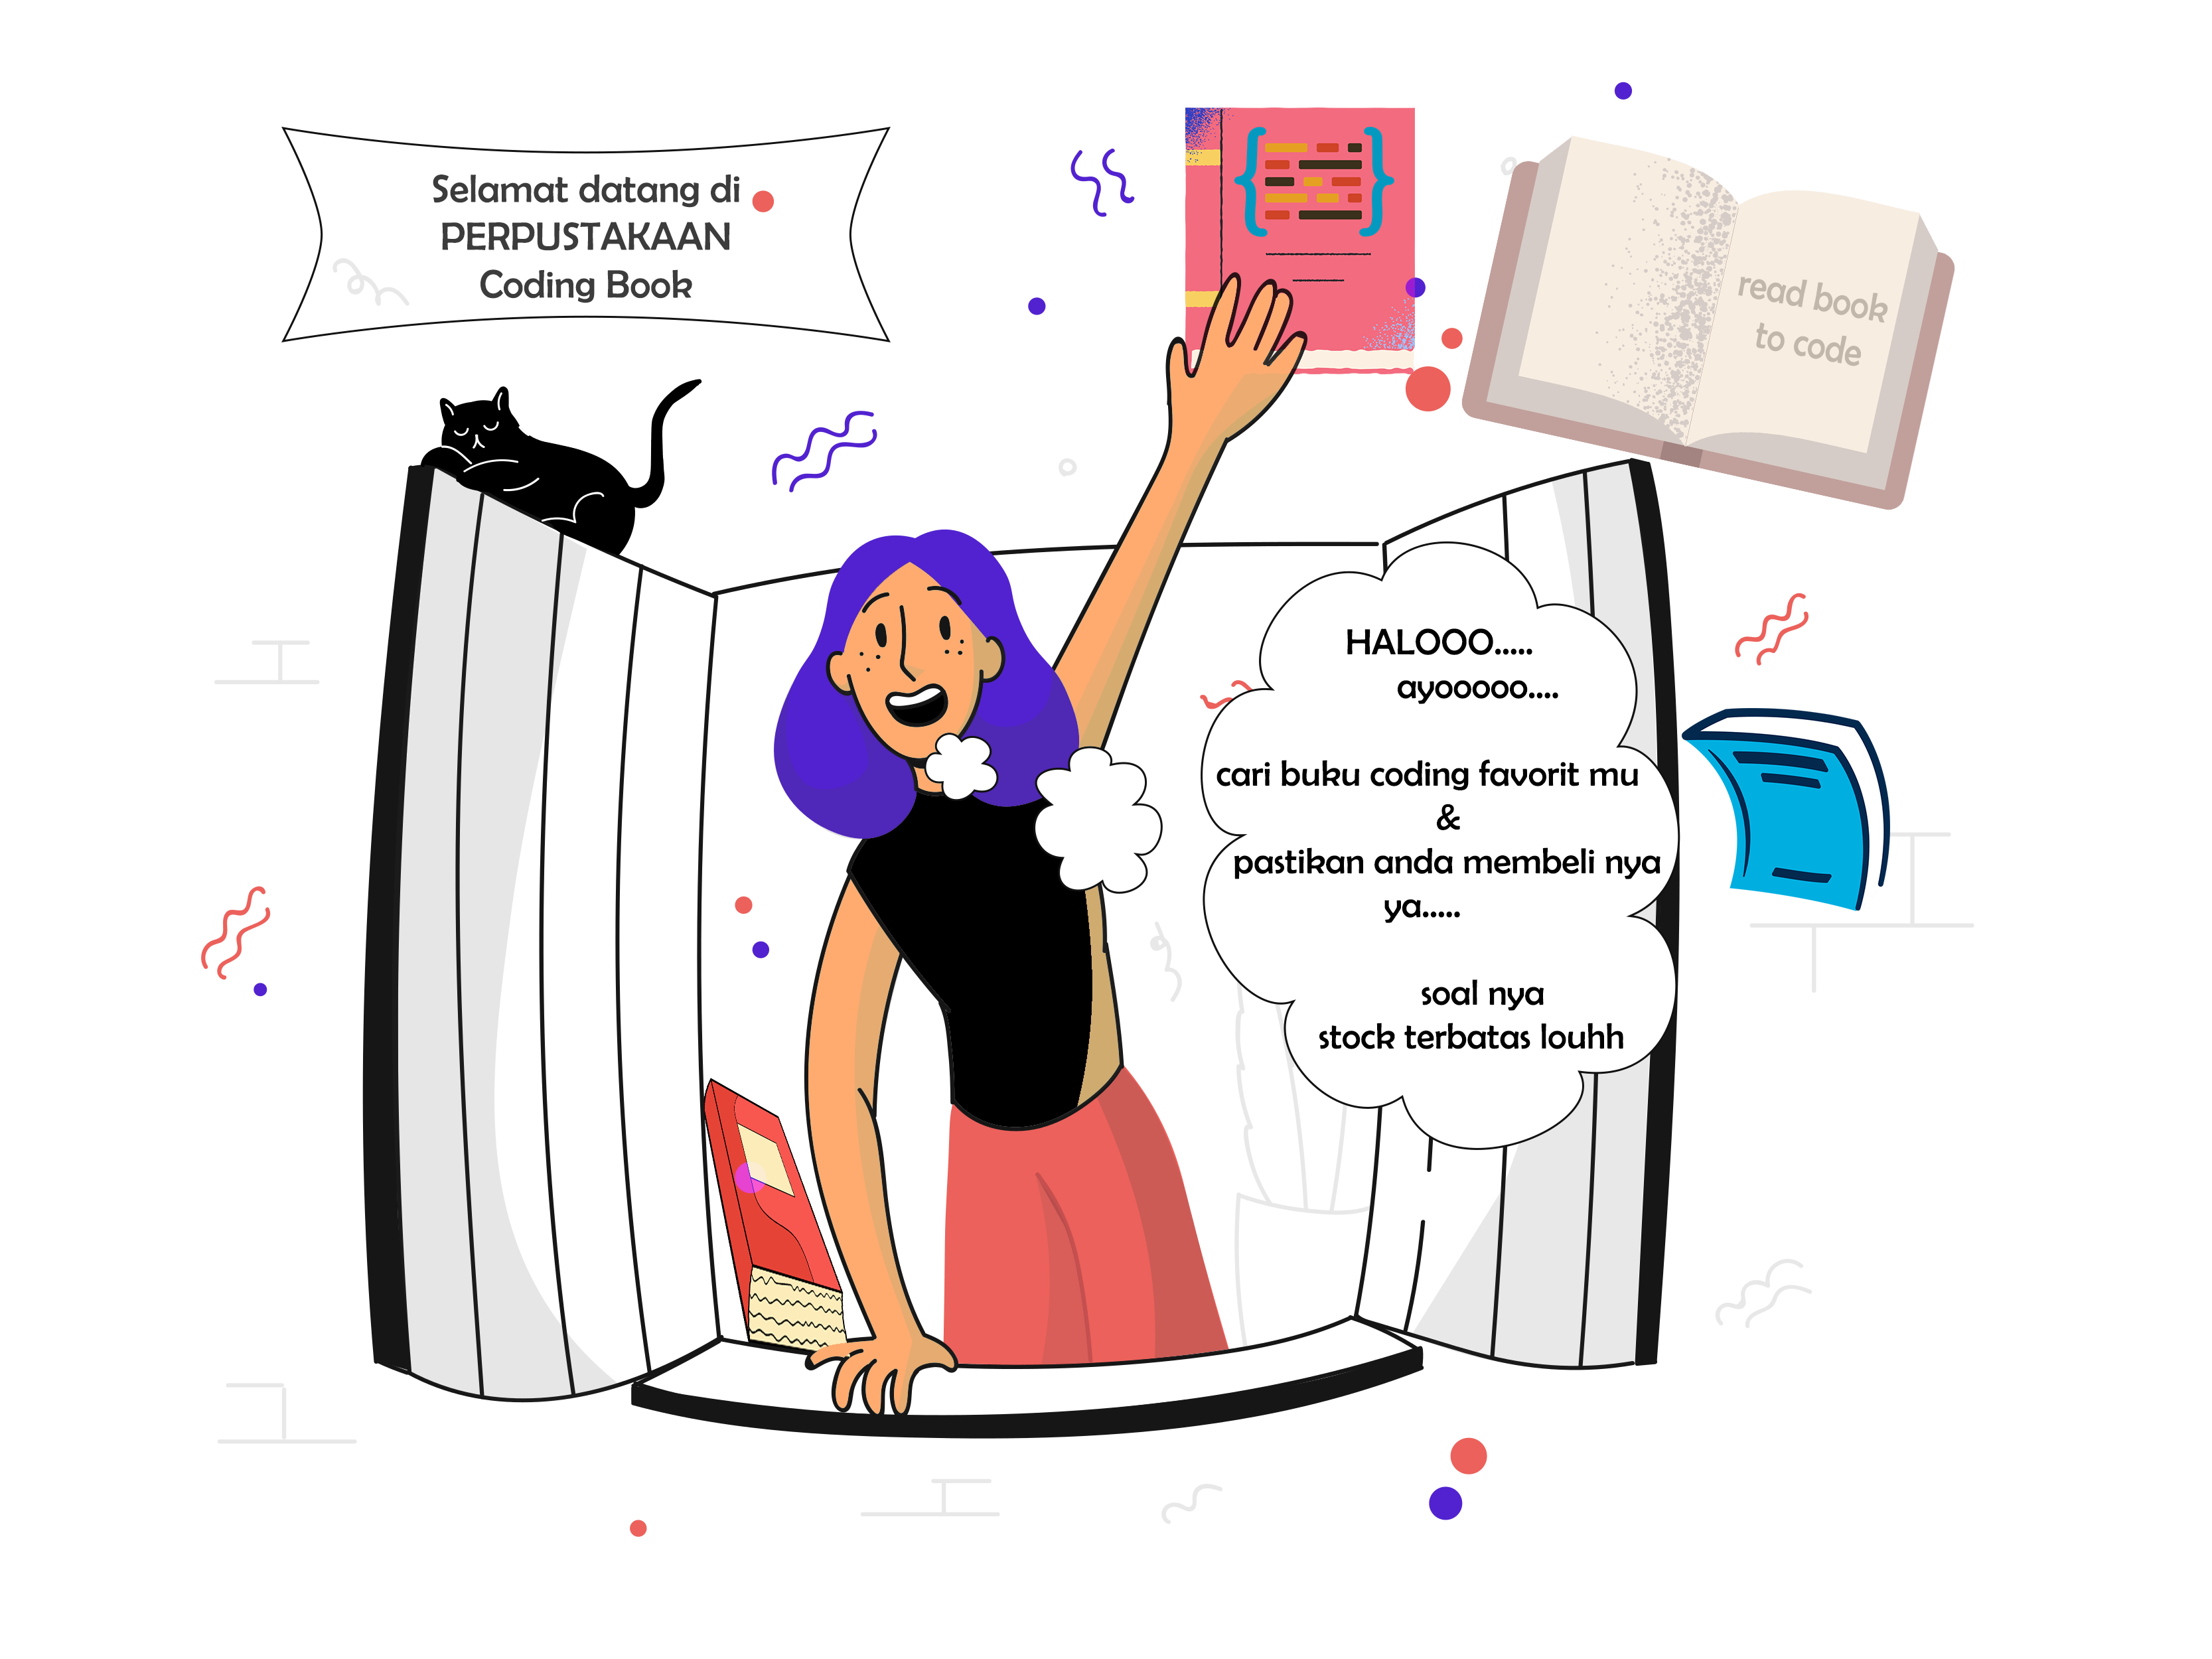 Selamat datang di
PERPUSTAKAAN
Coding Book
read book
to code
HALOOO.....
ayooooo....
cari buku coding favorit mu
&
pastikan anda membeli nya
ya.....
soal nya
stock terbatas louhh